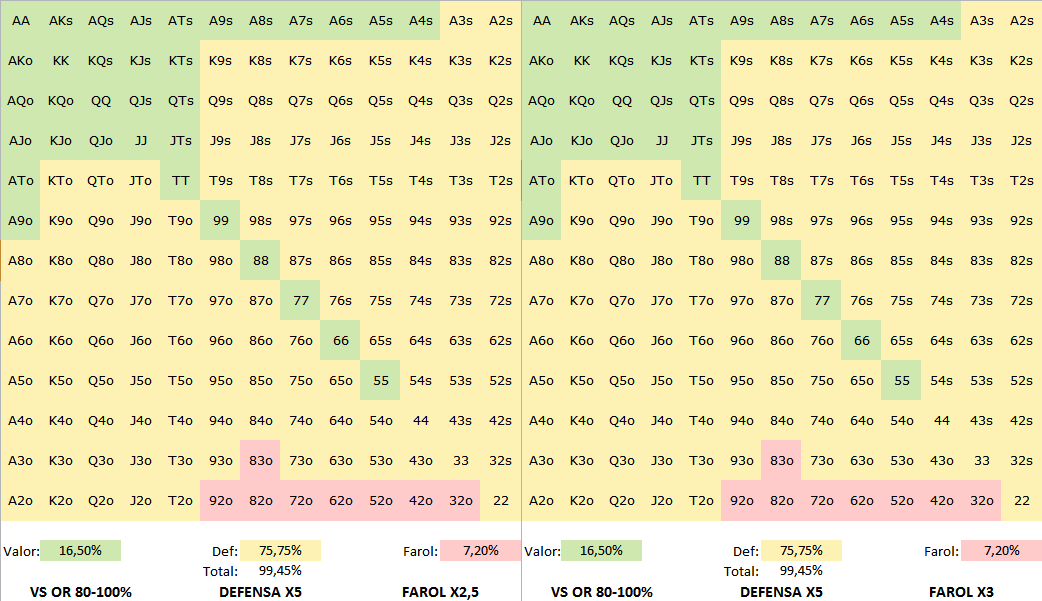 AA AKs AQs AJs ATs A9s A8s A7s A6s A5s A4s A3s A2s AA AKs AQs AJs ATs A9s A8s A7s A6s A5s A4s A3s A2s
AKo KK KQs KJs KTs K9s K8s K7s K6s K5s K4s K3s K2s AKo KK KQs KJs KTs K9s K8s K7s K6s K5s K4s K3s K2s
AQo KQo QQ QJs QTs Q9s Q8s Q7s Q6s Q5s Q4s Q3s Q2s AQo KQo QQ QJs QTs Q9s Q8s Q7s Q6s Q5s Q4s Q3s Q2s
AJo KJo QJo JJ JTs J9s J8s J7s J6s J5s J4s J3s J2s AJo KJo QJo JJ JTs J9s J8s J7s J6s J5s J4s J3s J2s
ATo KTo QTo JTo TT T9s T8s T7s T6s T5s T4s T3s T2s ATo KTo QTo JTo TT T9s T8s T7s T6s T5s T4s T3s T2s
A9o K9o Q9o J9o T9o 99 98s 97s 96s 95s 94s 93s 92s A9o K9o Q9o J9o T9o 99 98s 97s 96s 95s 94s 93s 92s
A8o K8o Q8o J8o T8o 98o 88 87s 86s 85s 84s 83s 82s A8o K8o Q8o J8o T8o 98o 88 87s 86s 85s 84s 83s 82s
A7o K7o Q7o J7o T7o 97o 87o 77 76s 75s 74s 73s 72s A7o K7o Q7o J7o T7o 97o 87o 77 76s 75s 74s 73s 72s
A6o K6o Q6o J6o T6o 96o 86o 76o 66 65s 64s 63s 62s A6o K6o Q6o J6o T6o 96o 86o 76o 66 65s 64s 63s 62s
A5o K5o Q5o J5o T5o 95o 85o 75o 65o 55 54s 53s 52s A5o K5o Q5o J5o T5o 95o 85o 75o 65o 55 54s 53s 52s
A4o K4o Q4o J4o T4o 94o 84o 74o 64o 54o 44 43s 42s A4o K4o Q4o J4o T4o 94o 84o 74o 64o 54o 44 43s 42s
A3o K3o Q3o J3o T3o 93o 83o 73o 63o 53o 43o 33 32s A3o K3o Q3o J3o T3o 93o 83o 73o 63o 53o 43o 33 32s
A2o K2o Q2o J2o T2o 92o 82o 72o 62o 52o 42o 32o 22 A2o K2o Q2o J2o T2o 92o 82o 72o 62o 52o 42o 32o 22
Valor: 16,50% Def: 75,75% Farol: 7,20% Valor: 16,50% Def: 75,75% Farol: 7,20%
Total: 99,45% Total: 99,45%
VS OR 80-100% DEFENSA X5 FAROL X2,5 VS OR 80-100% DEFENSA X5 FAROL X3